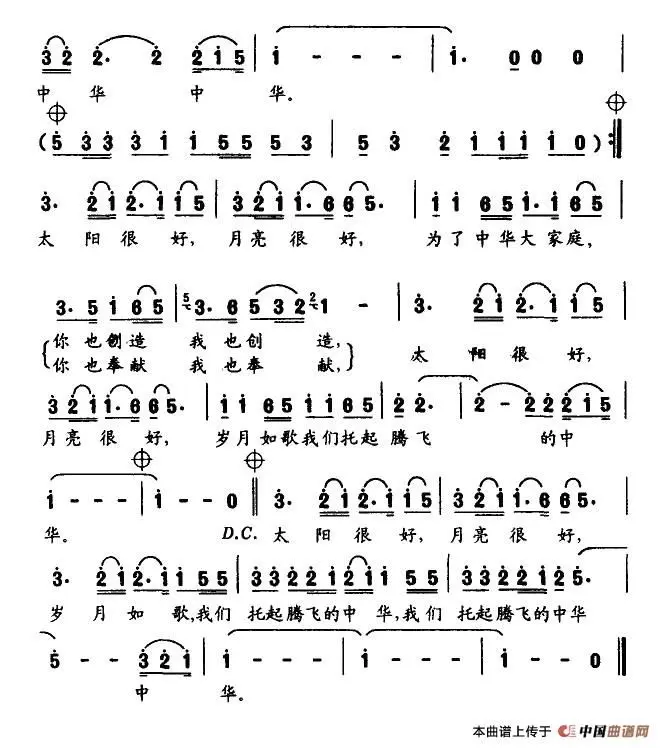 3 2 2· 2 2 1 5 | 1 - - - | 1· 0 0 0 0 |
中 华 中 华。
( 5 3 3 3 1 1 5 5 5 3 | 5 3 2 1 1 1 1 0 ) :‖
3· 2 1 2· 1 1 5 | 3 2 2 1 1· 6 6 5· | 1 1 6 5 1· 1 6 5 |
太 阳 很 好, 月 亮 很 好, 为 了 中 华 大 家 庭,
3· 5 1 6 5 | 5 3· 6 5 3 2 2 1 - | 3· 2 1 2· 1 1 5 |
你 也 创 造 我 也 创 造, 太 阳 很 好,
你 也 奉 献 我 也 奉 献,
3 2 1 1· 6 6 5· | 1 1 6 5 1 1 6 5 | 2 2· | 2 - 2 2 2 1 5 |
月 亮 很 好, 岁 月 如 歌 我 们 托 起 腾 飞 的 中
1 - - - | 1 - - 0 ‖ 3· 2 1 2· 1 1 5 | 3 2 1 1· 6 6 5· |
华。 D.C. 太 阳 很 好, 月 亮 很 好,
3· 2 1 2· 1 1 5 5 | 3 3 2 2 1 2 1 1 5 5 | 3 3 2 2 1 2 5· |
岁 月 如 歌, 我 们 托 起 腾 飞 的 中 华, 我 们 托 起 腾 飞 的 中 华
5 - - 3 2 1 | 1 - - - | 1 - - - | 1 - - 0 ‖
中 华。
本曲谱上传于 中国曲谱网